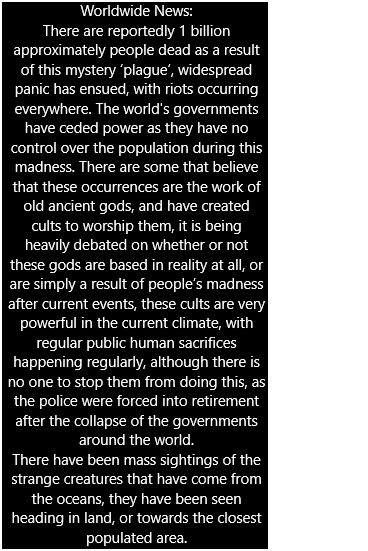 Worldwide News:
There are reportedly 1 billion
approximately people dead as a result
of this mystery ‘plague’, widespread
panic has ensued, with riots occurring
everywhere. The world's governments
have ceded power as they have no
control over the population during this
madness. There are some that believe
that these occurrences are the work of
old ancient gods, and have created
cults to worship them, it is being
heavily debated on whether or not
these gods are based in reality at all, or
are simply a result of people’s madness
after current events, these cults are very
powerful in the current climate, with
regular public human sacrifices
happening regularly, although there is
no one to stop them from doing this, as
the police were forced into retirement
after the collapse of the governments
around the world.
There have been mass sightings of the
strange creatures that have come from
the oceans, they have been seen
heading in land, or towards the closest
populated area.